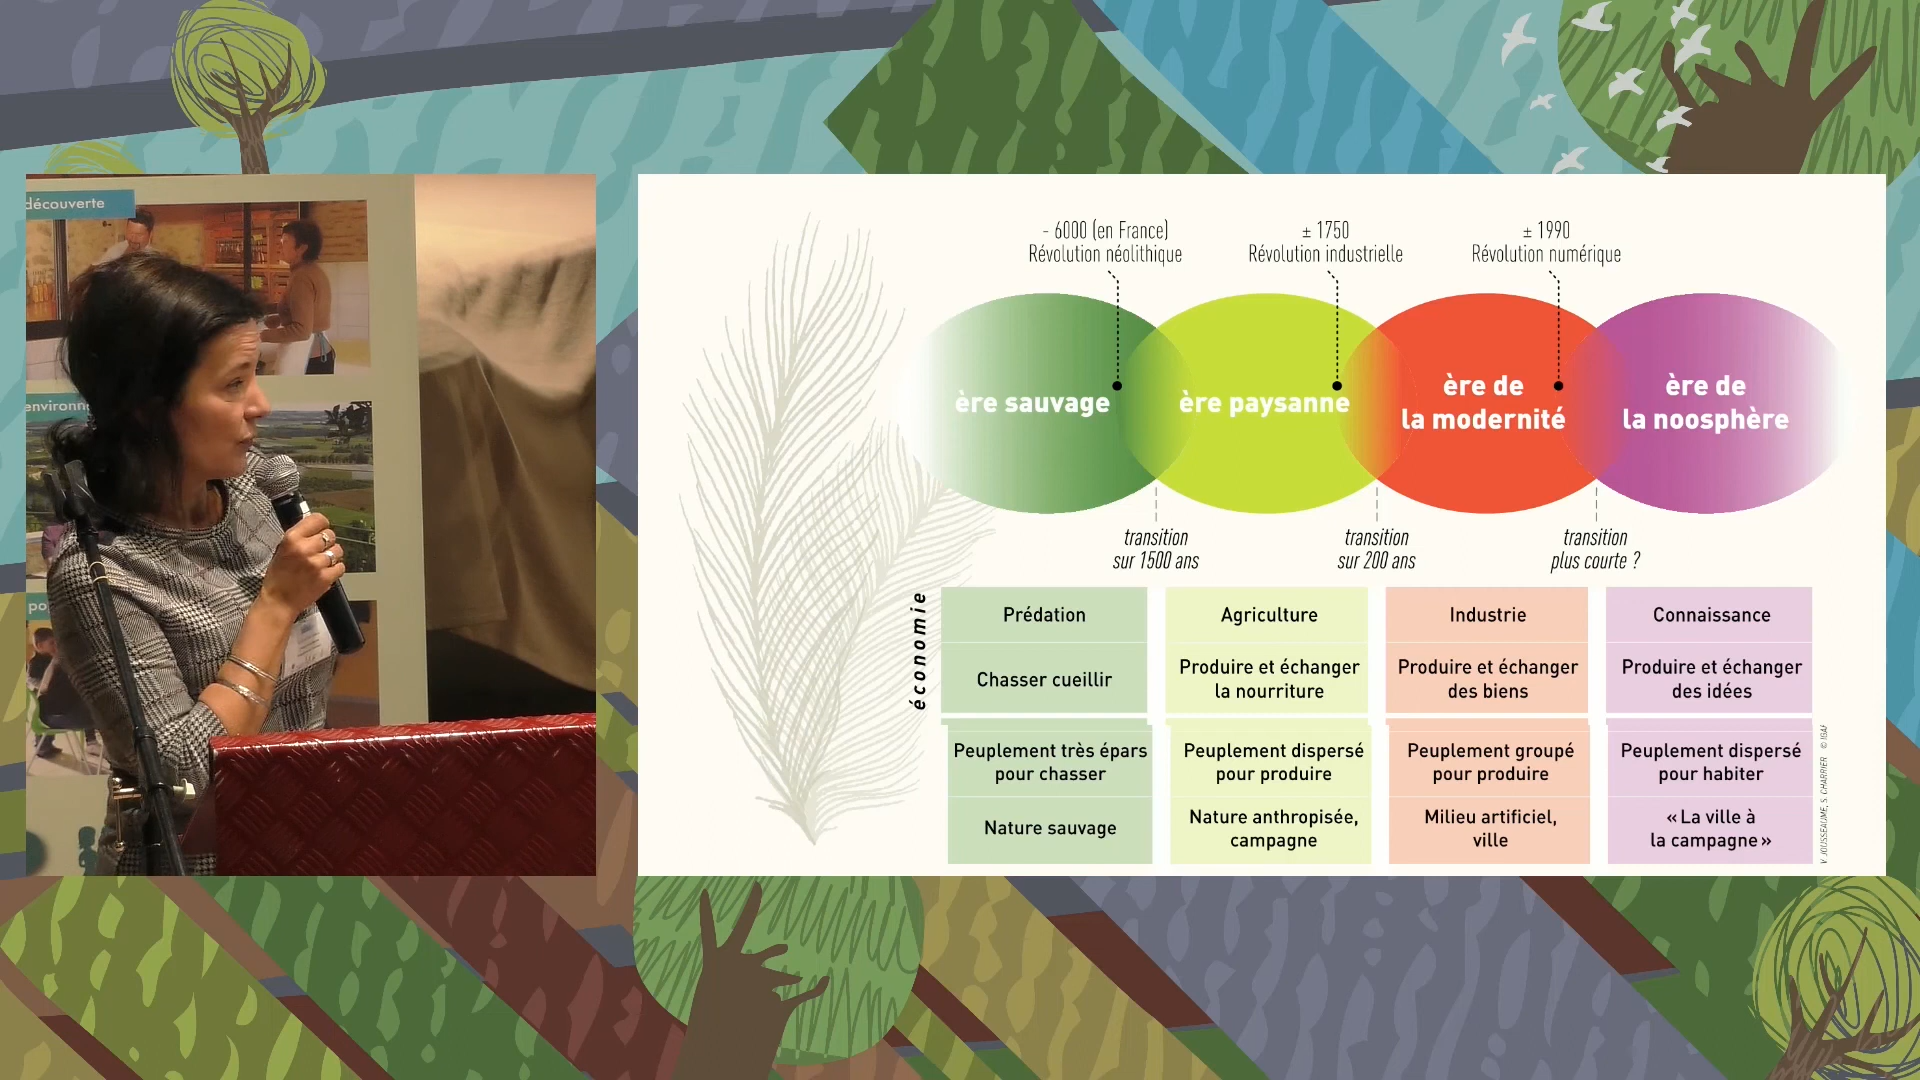 découverte
environn
po
- 6000 (en France)
Révolution néolithique
± 1750
Révolution industrielle
± 1990
Révolution numérique
ère sauvage
ère paysanne
ère de
la modernité
ère de
la noosphère
transition
sur 1500 ans
transition
sur 200 ans
transition
plus courte ?
économie
Prédation
Agriculture
Industrie
Connaissance
Chasser cueillir
Produire et échanger
la nourriture
Produire et échanger
des biens
Produire et échanger
des idées
Peuplement très épars
pour chasser
Peuplement dispersé
pour produire
Peuplement groupé
pour produire
Peuplement dispersé
pour habiter
Nature sauvage
Nature anthropisée,
campagne
Milieu artificiel,
ville
« La ville à
la campagne »
V. JOUSSEAUME, S. CHARRIER